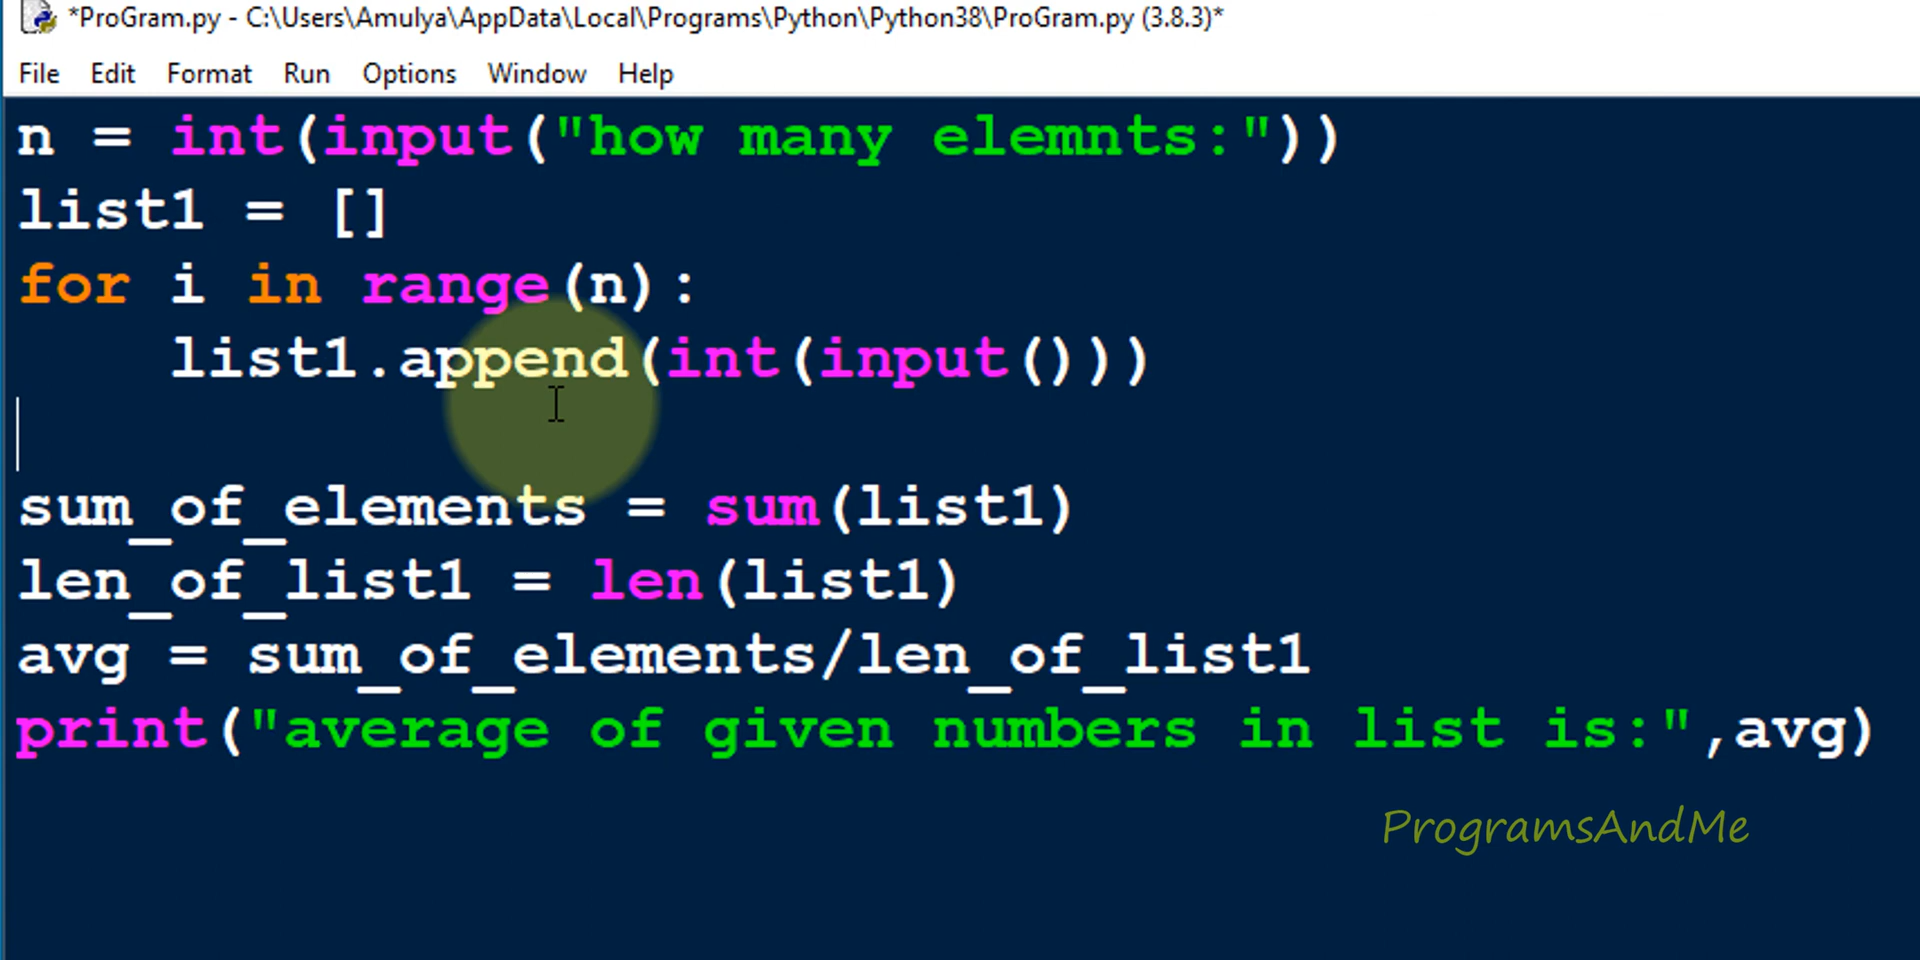 *ProGram.py - C:\Users\Amulya\AppData\Local\Programs\Python\Python38\ProGram.py (3.8.3)*
File Edit Format Run Options Window Help
n = int(input("how many elemnts:"))
list1 = []
for i in range(n):
    list1.append(int(input()))
sum_of_elements = sum(list1)
len_of_list1 = len(list1)
avg = sum_of_elements/len_of_list1
print("average of given numbers in list is:",avg)
ProgramsAndMe